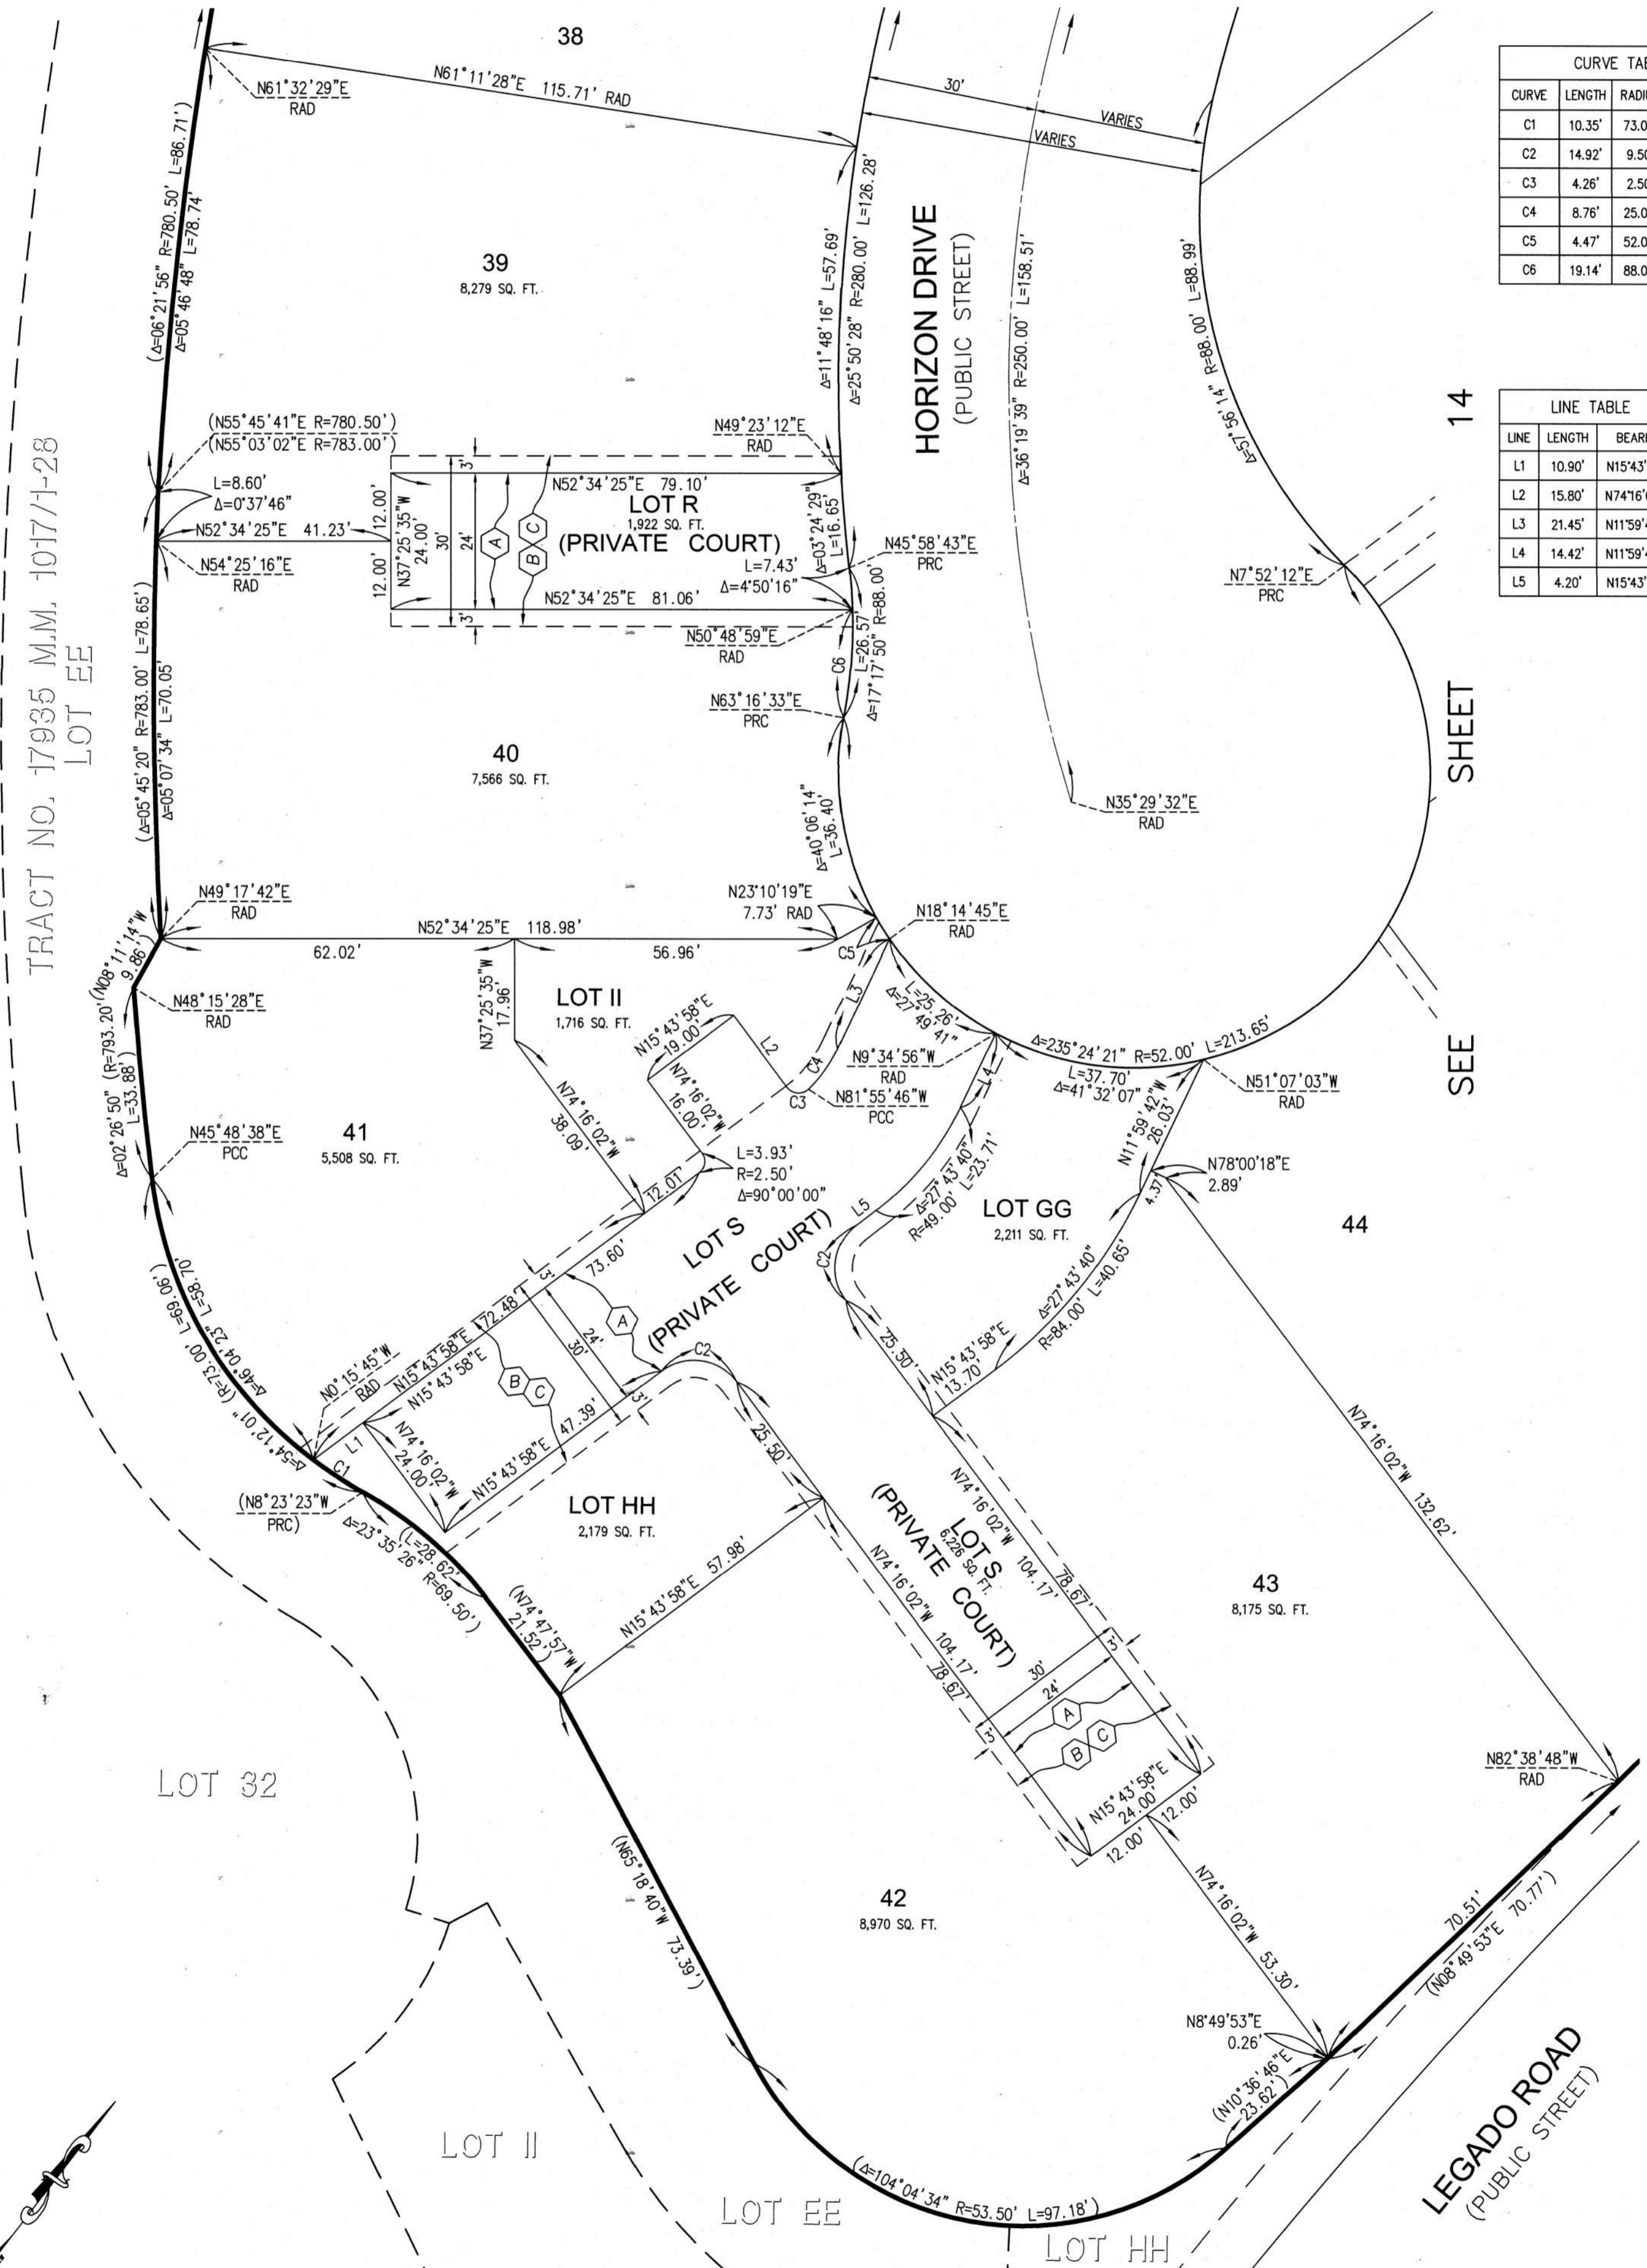 38
N61°11'28"E 115.71' RAD
N61°32'29"E
RAD
30'
VARIES
VARIES
(Δ=06°21'56" R=780.50' L=86.71')
Δ=05°46'48" L=78.74'
39
8,279 SQ. FT.
Δ=11°48'16" L=57.69'
Δ=25°50'28" R=280.00' L=126.28'
HORIZON DRIVE
(PUBLIC STREET)
Δ=36°19'39" R=250.00' L=158.51'
Δ=57°56'14" R=88.00' L=88.99'
CURVE TAB
CURVE LENGTH RADIU
C1 10.35' 73.0
C2 14.92' 9.50
C3 4.26' 2.50
C4 8.76' 25.0
C5 4.47' 52.0
C6 19.14' 88.0
LINE TABLE
LINE LENGTH BEARI
L1 10.90' N15°43'
L2 15.80' N74°16'
L3 21.45' N11°59'
L4 14.42' N11°59'
L5 4.20' N15°43'
SEE SHEET 14
TRACT NO. 17935 M.M. 1017/1-28
LOT EE
(N55°45'41"E R=780.50')
(N55°03'02"E R=783.00')
L=8.60'
Δ=0°37'46"
N52°34'25"E 41.23'
N54°25'16"E
RAD
12.00'
12.00'
N37°25'35"W
24.00'
30'
24'
3'
3'
A
B C
N52°34'25"E 79.10'
LOT R
1,922 SQ. FT.
(PRIVATE COURT)
N52°34'25"E 81.06'
N49°23'12"E
RAD
Δ=03°24'29"
L=16.65'
N45°58'43"E
PRC
L=7.43'
Δ=4°50'16"
N50°48'59"E
RAD
C6
L=26.57'
Δ=17°17'50" R=88.00'
N63°16'33"E
PRC
N7°52'12"E
PRC
N35°29'32"E
RAD
(Δ=05°45'20" R=783.00' L=78.65')
Δ=05°07'34" L=70.05'
40
7,566 SQ. FT.
Δ=40°06'14"
L=36.40'
N49°17'42"E
RAD
N52°34'25"E 118.98'
62.02'
56.96'
N23°10'19"E
7.73' RAD
C5
N18°14'45"E
RAD
(N08°11'14"W
9.86')
N48°15'28"E
RAD
N37°25'35"W
17.96'
LOT II
1,716 SQ. FT.
N15°43'58"E
19.00'
L2
L3
C4
C3
N74°16'02"W
16.00'
N74°16'02"W
38.09'
L=25.26'
Δ=27°49'41"
N9°34'56"W
RAD
N81°55'46"W
PCC
L4
Δ=235°24'21" R=52.00' L=213.65'
L=37.70'
Δ=41°32'07"
N51°07'03"W
RAD
N11°59'42"W
26.03'
N78°00'18"E
2.89'
4.37'
Δ=02°26'50" (R=793.20'
L=33.88')
N45°48'38"E
PCC
41
5,508 SQ. FT.
L=3.93'
R=2.50'
Δ=90°00'00"
12.01'
L5
C2
Δ=27°43'40"
R=49.00' L=23.71'
LOT GG
2,211 SQ. FT.
44
LOT S
(PRIVATE COURT)
73.60'
3'
N15°43'58"E 72.48'
N15°43'58"E
24'
30'
3'
A
B C
C2
25.50'
25.50'
N15°43'58"E
13.70'
Δ=27°43'40"
R=84.00' L=40.65'
Δ=46°04'23" L=58.70'
Δ=54°12'01" (R=73.00' L=69.06')
N0°15'45"W
RAD
L1
C1
N74°16'02"W
24.00'
N15°43'58"E 47.39'
(N8°23'23"W
PRC)
(L=28.62'
Δ=23°35'26" R=69.50')
LOT HH
2,179 SQ. FT.
N15°43'58"E 57.98'
(N74°47'57"W
21.52')
N74°16'02"W 104.17'
78.67'
LOT S
6,226 SQ. FT.
(PRIVATE COURT)
N74°16'02"W 104.17'
78.67'
43
8,175 SQ. FT.
N74°16'02"W 132.62'
3'
30'
24'
3'
A
B C
N15°43'58"E
24.00'
12.00'
12.00'
N82°38'48"W
RAD
LOT 32
(N65°18'40"W 73.39')
42
8,970 SQ. FT.
N74°16'02"W 53.30'
N8°49'53"E
0.26'
70.51'
(N08°49'53"E 70.77')
(N10°36'46"E
23.62')
(Δ=104°04'34" R=53.50' L=97.18')
LOT II
LOT EE
LOT HH
LEGADO ROAD
(PUBLIC STREET)